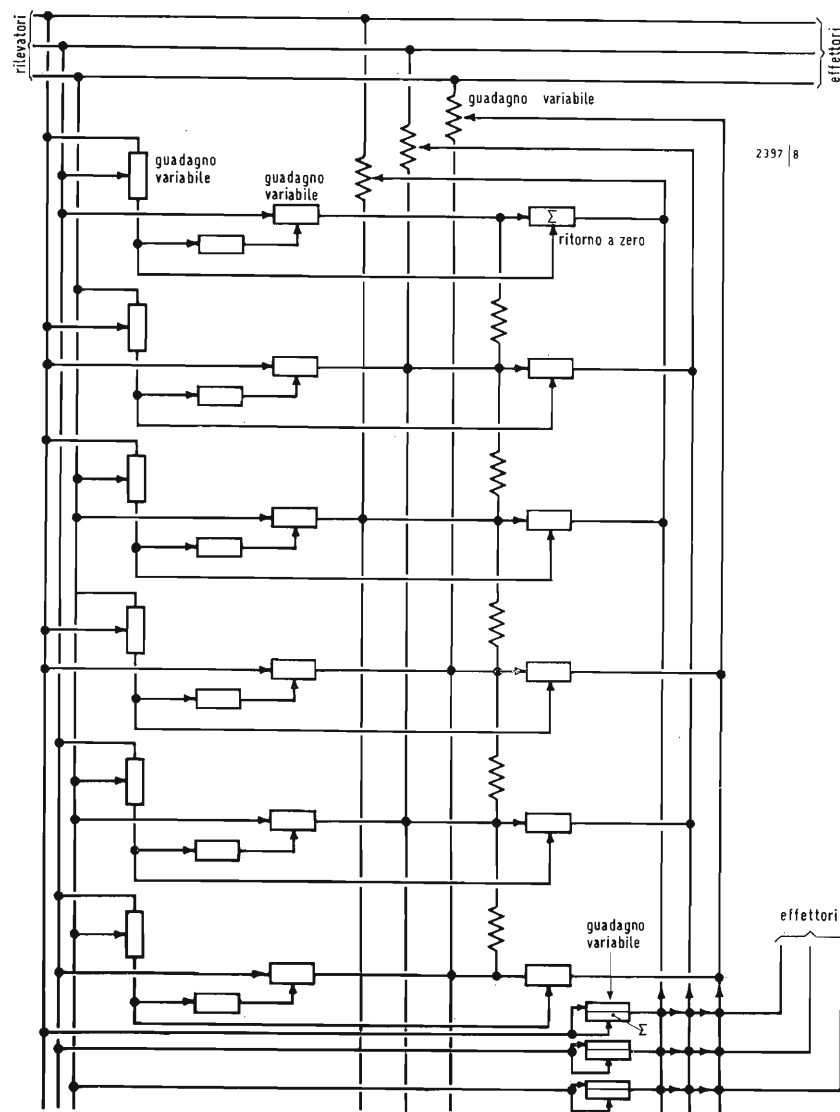 rilevatori
effettori
guadagno variabile
2397 | 8
guadagno
variabile
guadagno
variabile
Σ
ritorno a zero
effettori
guadagno
variabile
Σ